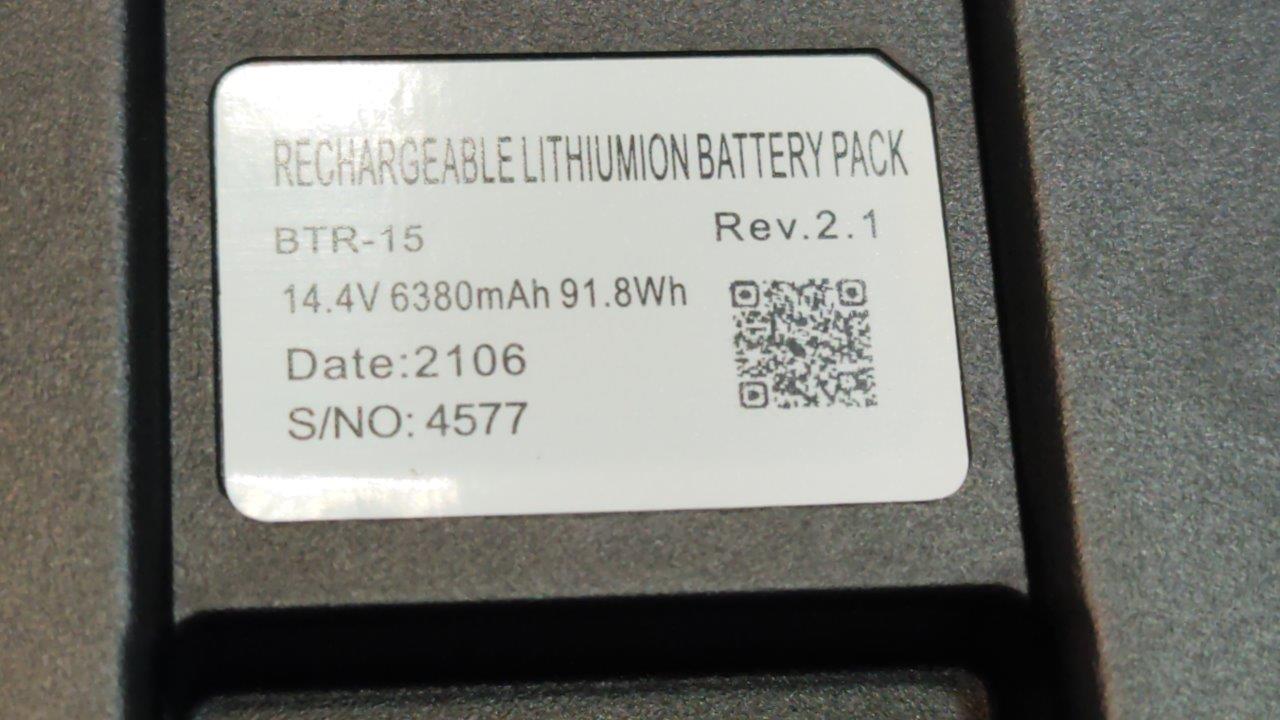 RECHARGEABLE LITHIUMION BATTERY PACK
BTR-15 Rev.2.1
14.4V 6380mAh 91.8Wh
Date:2106
S/NO: 4577